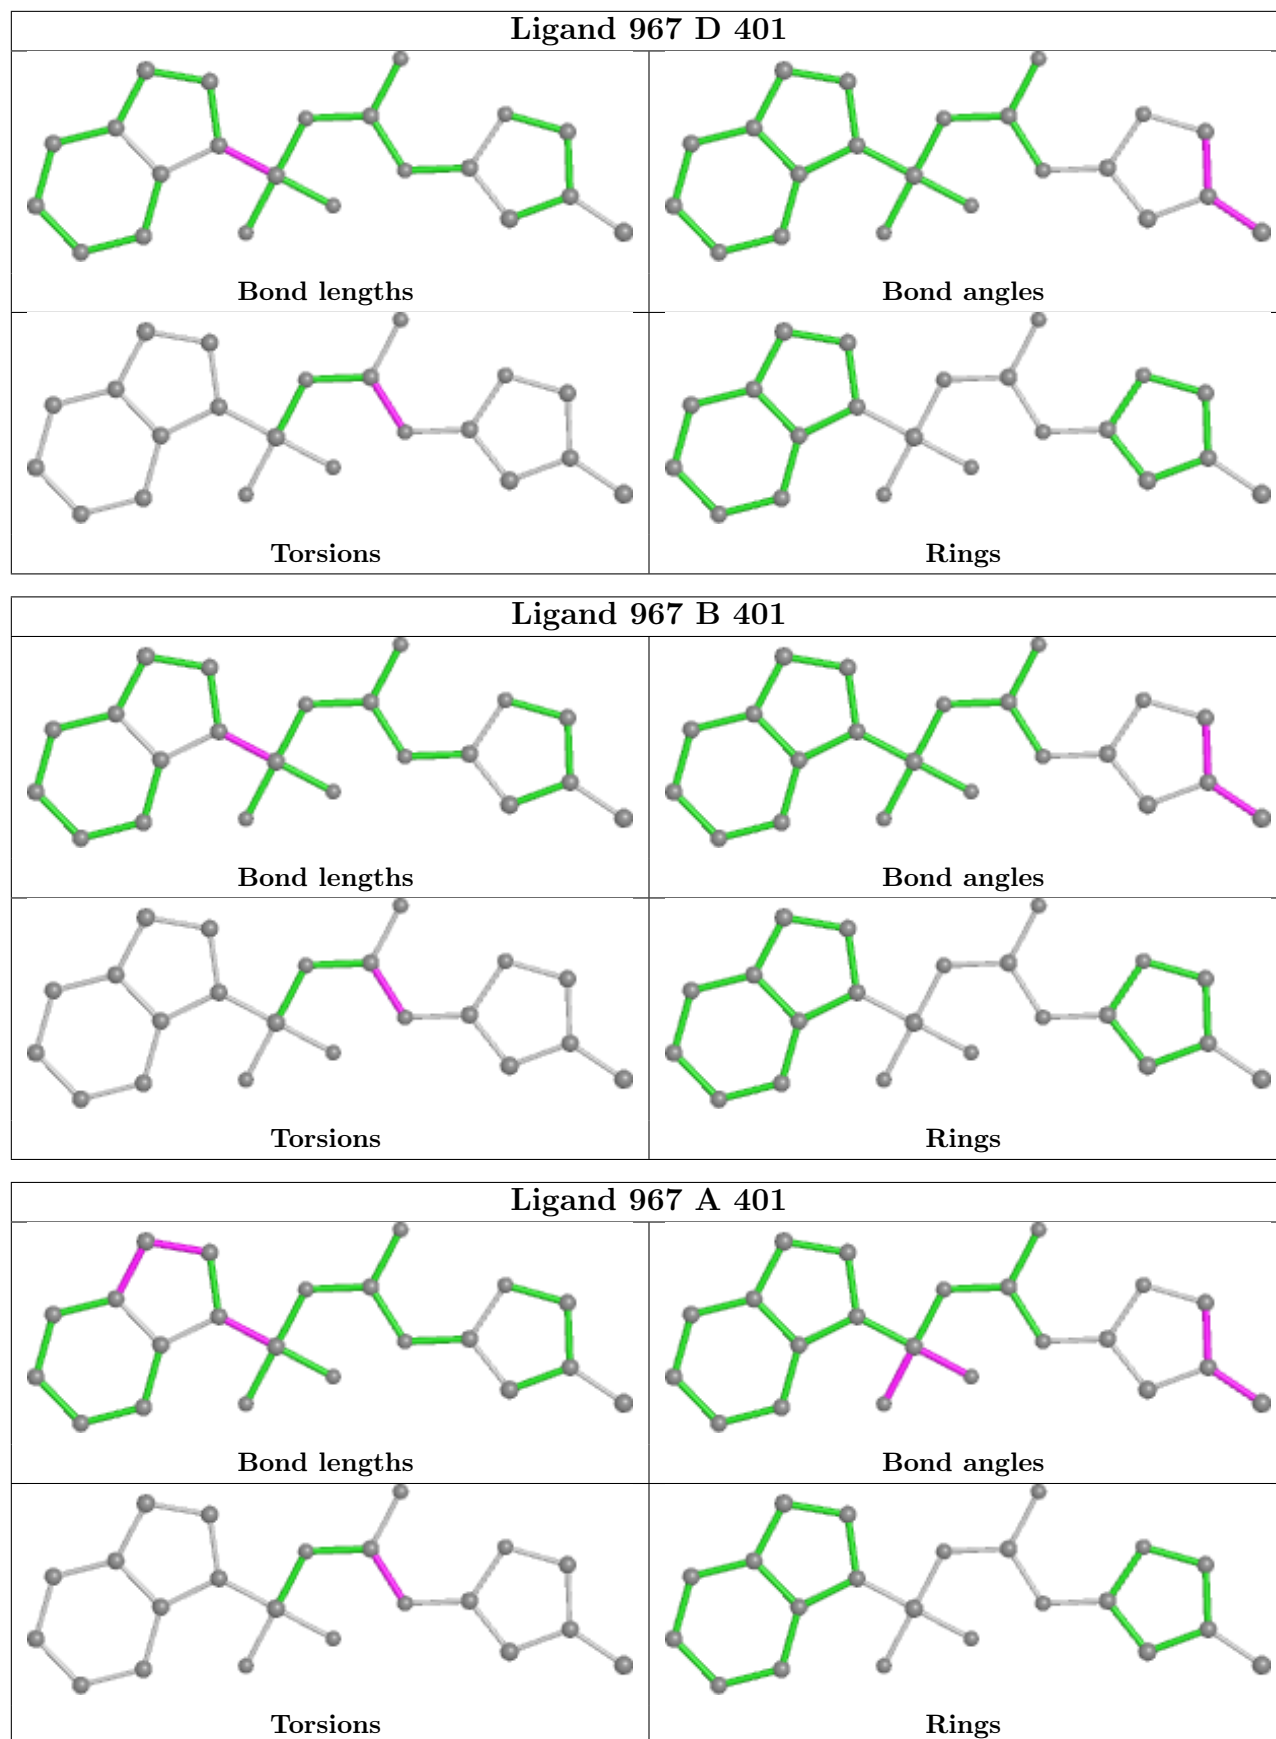 Ligand 967 D 401
Bond lengths
Bond angles
Torsions
Rings
Ligand 967 B 401
Bond lengths
Bond angles
Torsions
Rings
Ligand 967 A 401
Bond lengths
Bond angles
Torsions
Rings